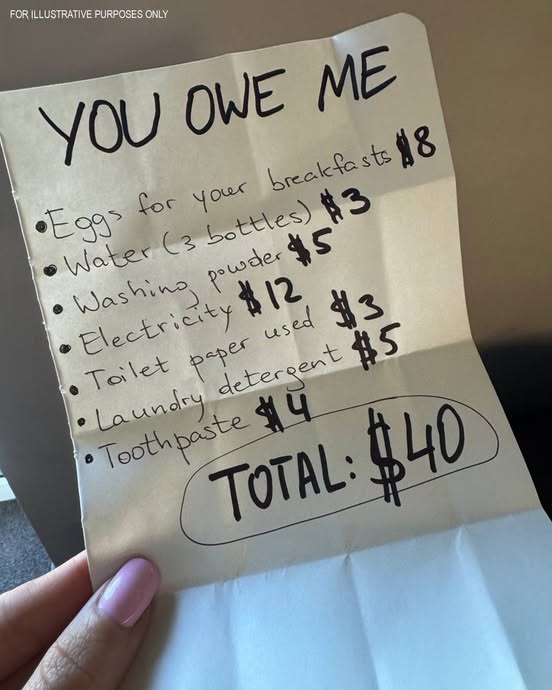 FOR ILLUSTRATIVE PURPOSES ONLY
YOU OWE ME
• Eggs for your breakfasts $8
• Water (3 bottles) $3
• Washing powder $5
• Electricity $12
• Toilet paper used $3
• Laundry detergent $5
• Toothpaste $4
TOTAL: $40